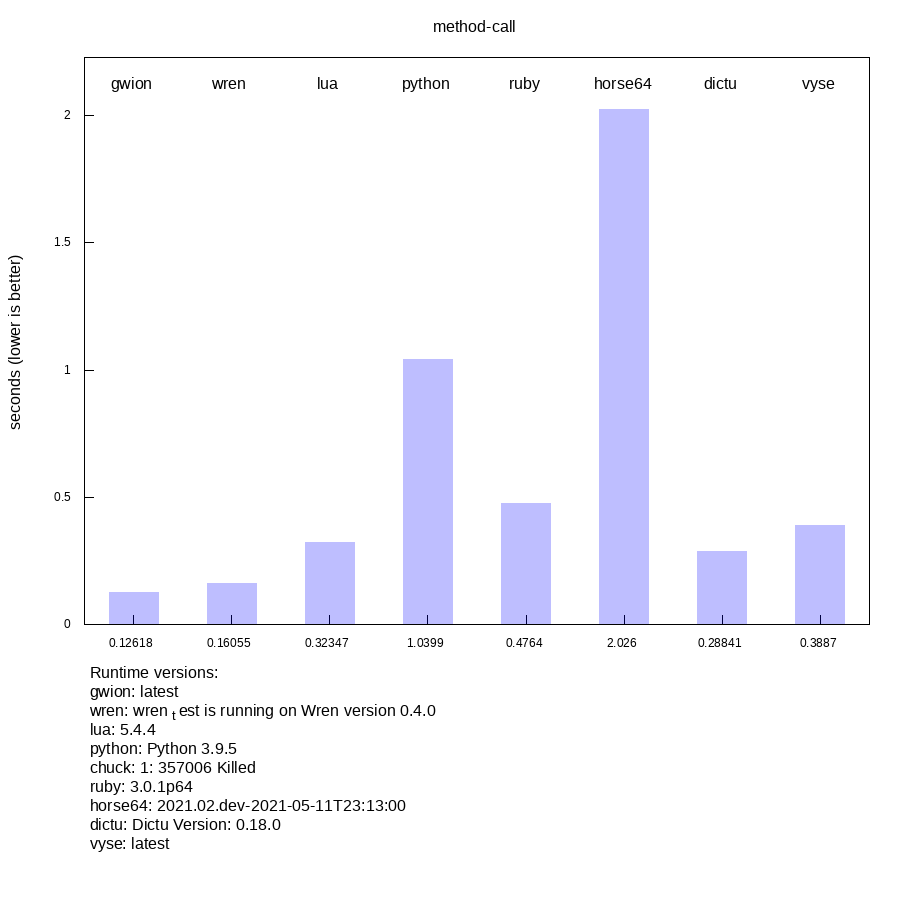 method-call
gwion wren lua python ruby horse64 dictu vyse
2
1.5
1
0.5
0
seconds (lower is better)
0.12618 0.16055 0.32347 1.0399 0.4764 2.026 0.28841 0.3887
Runtime versions:
gwion: latest
wren: wren t est is running on Wren version 0.4.0
lua: 5.4.4
python: Python 3.9.5
chuck: 1: 357006 Killed
ruby: 3.0.1p64
horse64: 2021.02.dev-2021-05-11T23:13:00
dictu: Dictu Version: 0.18.0
vyse: latest